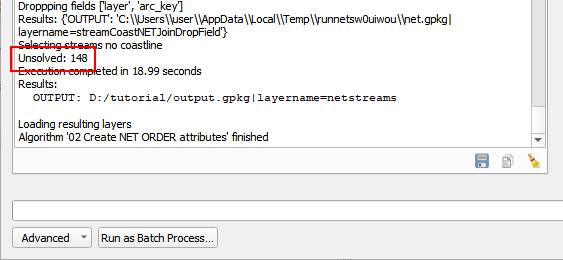 Droppping fields ['layer', 'arc_key']
Results: {'OUTPUT': 'C:\\Users\\user\\AppData\\Local\\Temp\\runnetsw0uiwou\\net.gpkg|
layername=streamCoastNETJoinDropField'}
Selecting streams no coastline
Unsolved: 148
Execution completed in 18.99 seconds
Results:
OUTPUT: D:/tutorial/output.gpkg|layername=netstreams
Loading resulting layers
Algorithm '02 Create NET ORDER attributes' finished
Advanced
Run as Batch Process...